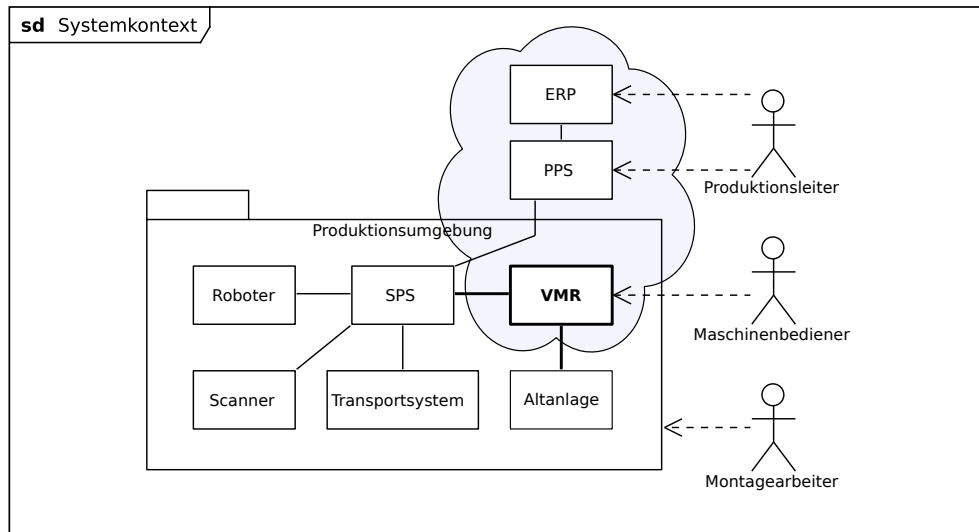 sd Systemkontext
ERP
PPS
Produktionsleiter
Produktionsumgebung
Roboter
SPS
VMR
Maschinenbediener
Scanner
Transportsystem
Altanlage
Montagearbeiter